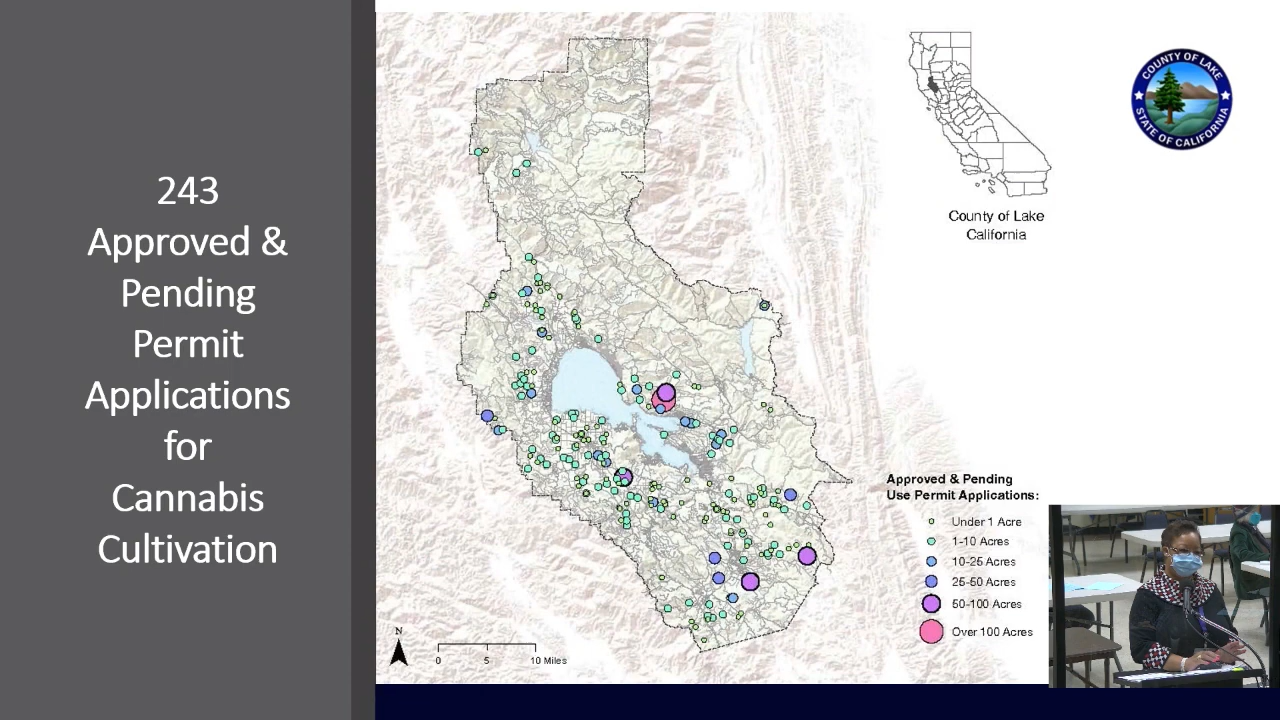 243
Approved &
Pending
Permit
Applications
for
Cannabis
Cultivation
COUNTY OF LAKE
STATE OF CALIFORNIA
County of Lake
California
Approved & Pending
Use Permit Applications:
Under 1 Acre
1-10 Acres
10-25 Acres
25-50 Acres
50-100 Acres
Over 100 Acres
N
0 5 10 Miles